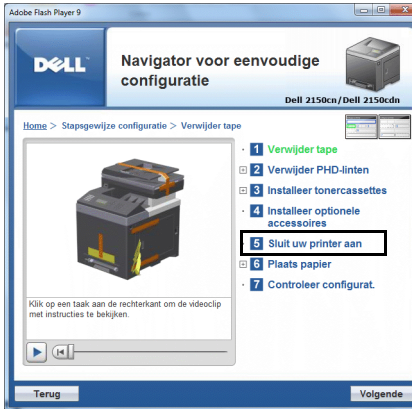 Adobe Flash Player 9
DELL
Navigator voor eenvoudige
configuratie
Dell 2150cn/Dell 2150cdn
Home > Stapsgewijze configuratie > Verwijder tape
1 Verwijder tape
2 Verwijder PHD-linten
3 Installeer tonercassettes
4 Installeer optionele
accessoires
5 Sluit uw printer aan
6 Plaats papier
7 Controleer configurat.
Klik op een taak aan de rechterkant om de videoclip
met instructies te bekijken.
Terug
Volgende